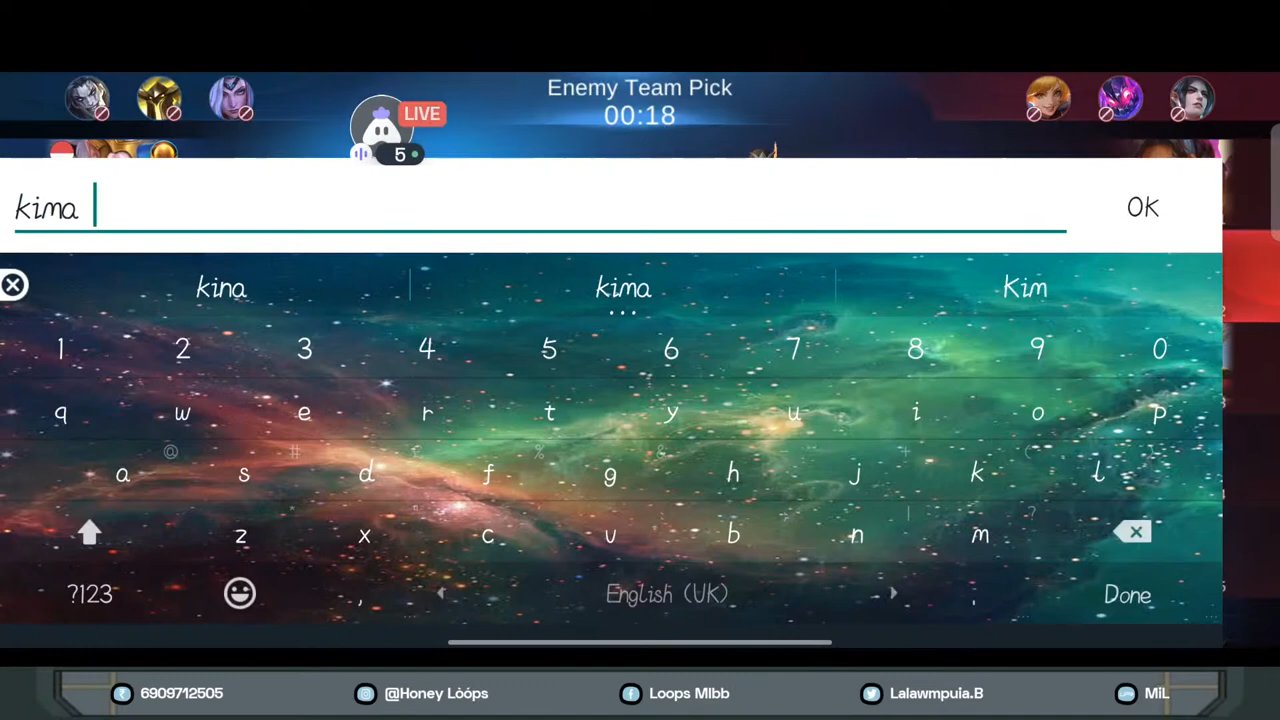 Enemy Team Pick
00:18
LIVE
5
kima
OK
kina kima Kim
1 2 3 4 5 6 7 8 9 0
q w e r t y u i o p
@ # £ % & + (
a s d f g h j k l
?
z x c v b n m
?123 , English (UK) . Done
6909712505 @Honey Lòóps Loops Mlbb Lalawmpuia.B MiL